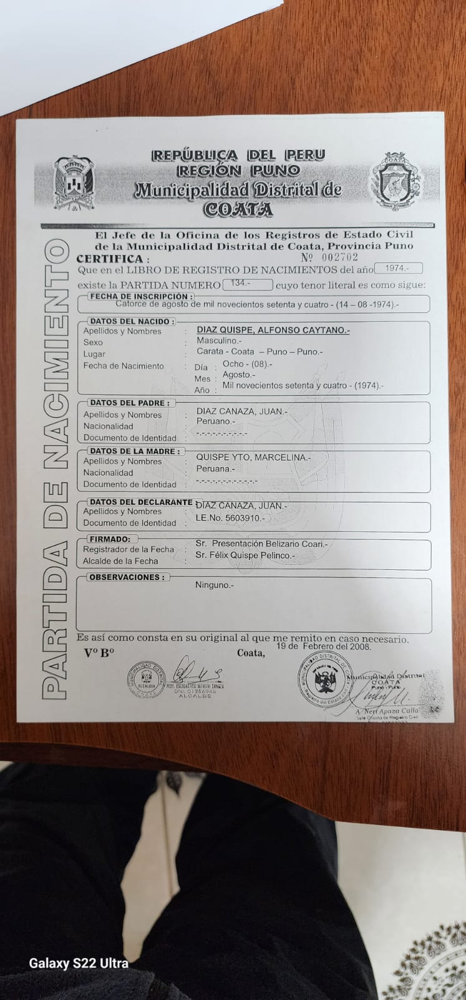 REPÚBLICA DEL PERU
REGIÓN PUNO
Municipalidad Distrital de
COATA
COATA
PARTIDA DE NACIMIENTO
El Jefe de la Oficina de los Registros de Estado Civil
de la Municipalidad Distrital de Coata, Provincia Puno
CERTIFICA : Nº 002702
Que en el LIBRO DE REGISTRO DE NACIMIENTOS del año 1974.-
existe la PARTIDA NUMERO 134.- cuyo tenor literal es como sigue:
FECHA DE INSCRIPCIÓN :
Catorce de agosto de mil novecientos setenta y cuatro - (14 – 08 -1974).-
DATOS DEL NACIDO :
Apellidos y Nombres : DIAZ QUISPE, ALFONSO CAYTANO.-
Sexo : Masculino.-
Lugar : Carata - Coata – Puno – Puno.-
Fecha de Nacimiento : Día : Ocho - (08).-
Mes : Agosto.-
Año : Mil novecientos setenta y cuatro - (1974).-
DATOS DEL PADRE :
Apellidos y Nombres : DIAZ CANAZA, JUAN.-
Nacionalidad : Peruano.-
Documento de Identidad : -.-.-.-.-.-.-.-.-
DATOS DE LA MADRE :
Apellidos y Nombres : QUISPE YTO, MARCELINA.-
Nacionalidad : Peruana.-
Documento de Identidad : -.-.-.-.-.-.-.-.-.-.-
DATOS DEL DECLARANTE :
Apellidos y Nombres : DIAZ CANAZA, JUAN.-
Documento de Identidad : LE.No. 5603910.-
FIRMADO:
Registrador de la Fecha : Sr. Presentación Belizario Coari.-
Alcalde de la Fecha : Sr. Félix Quispe Pelinco.-
OBSERVACIONES :
Ninguno.-
Es así como consta en su original al que me remito en caso necesario.
Vº Bº Coata, 19 de Febrero del 2008.
MUNICIPALIDAD DISTRITAL
ALCALDIA
COATA
PROF. ESCOLASTICO MAMANI CANAZA
DNI. 01256945
ALCALDE
MUNICIPALIDAD DISTRITAL DE COATA
Registro del Estado Civil
Municipalidad Distrital
COATA
Puno - Puno
A. Neri Apaza Calla
Jefe Oficina de Registro Civil
Galaxy S22 Ultra